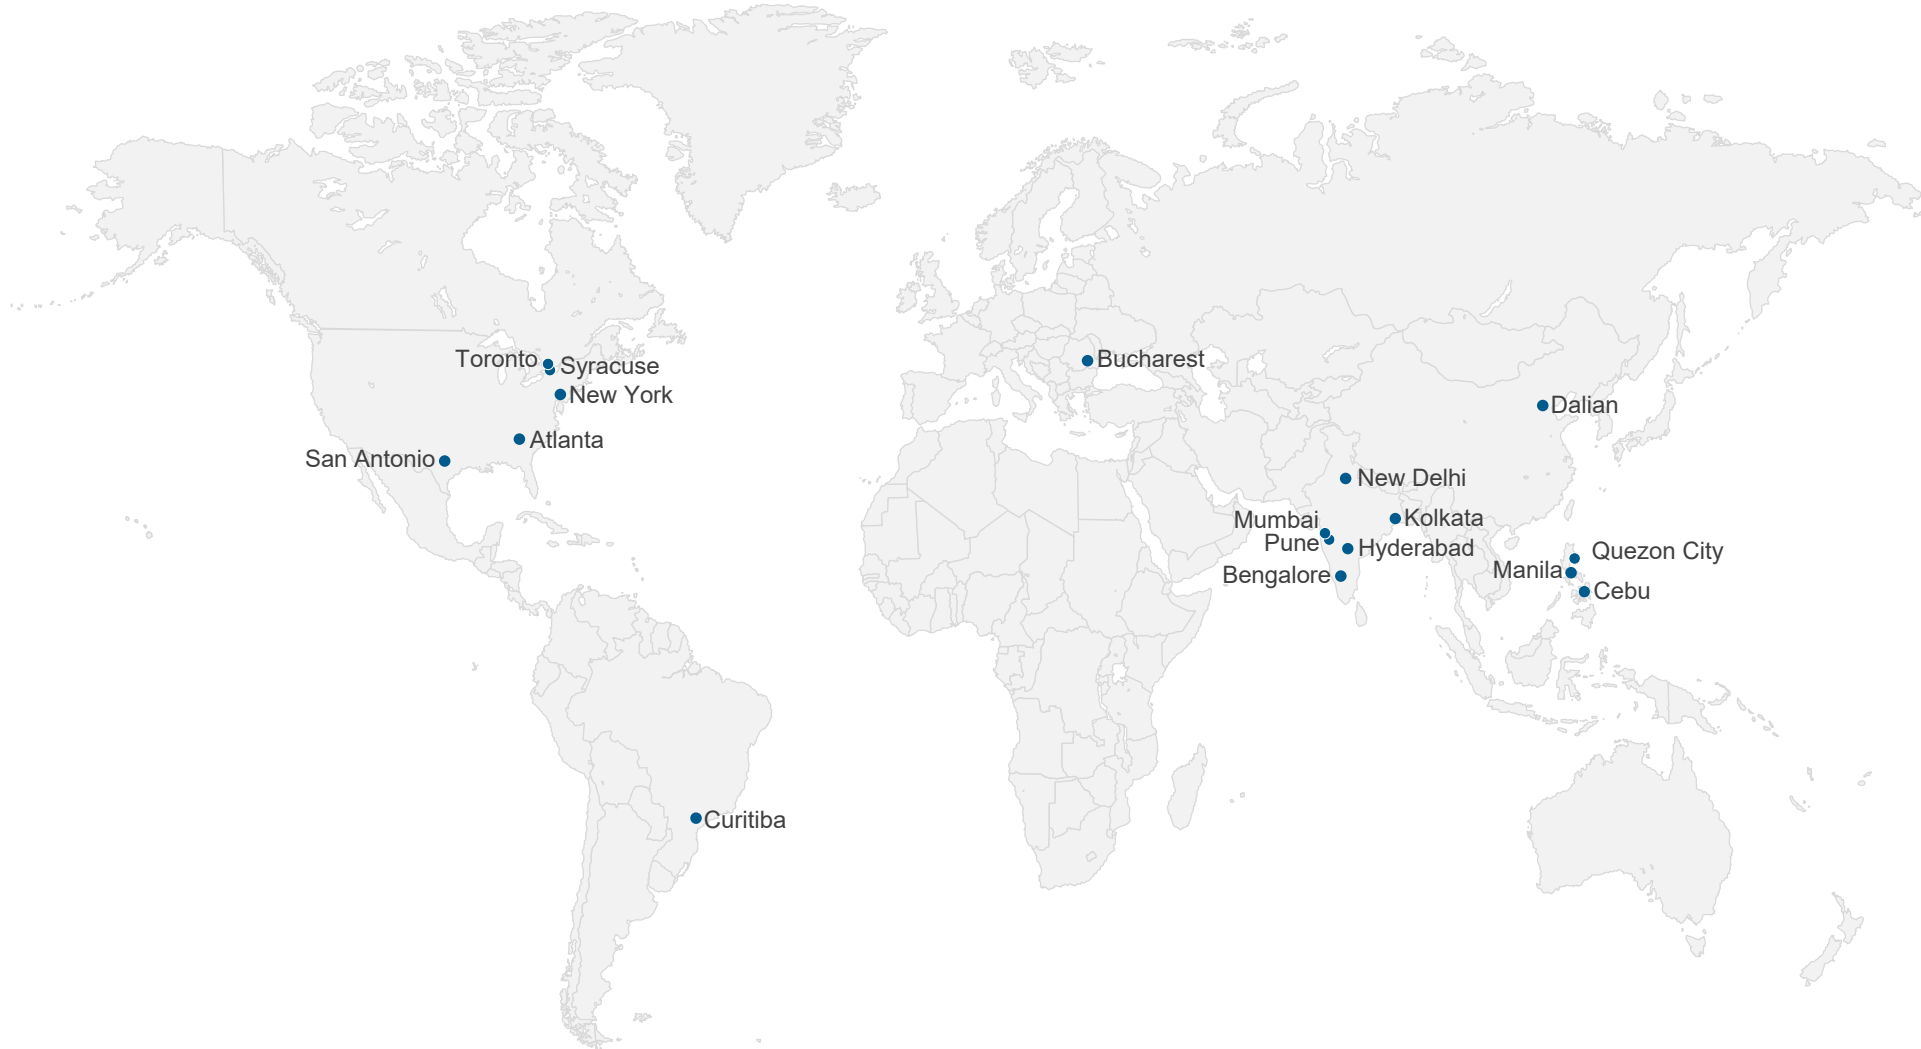 Toronto
Syracuse
New York
Atlanta
San Antonio
Bucharest
Dalian
New Delhi
Mumbai
Kolkata
Pune
Hyderabad
Bengalore
Quezon City
Manila
Cebu
Curitiba